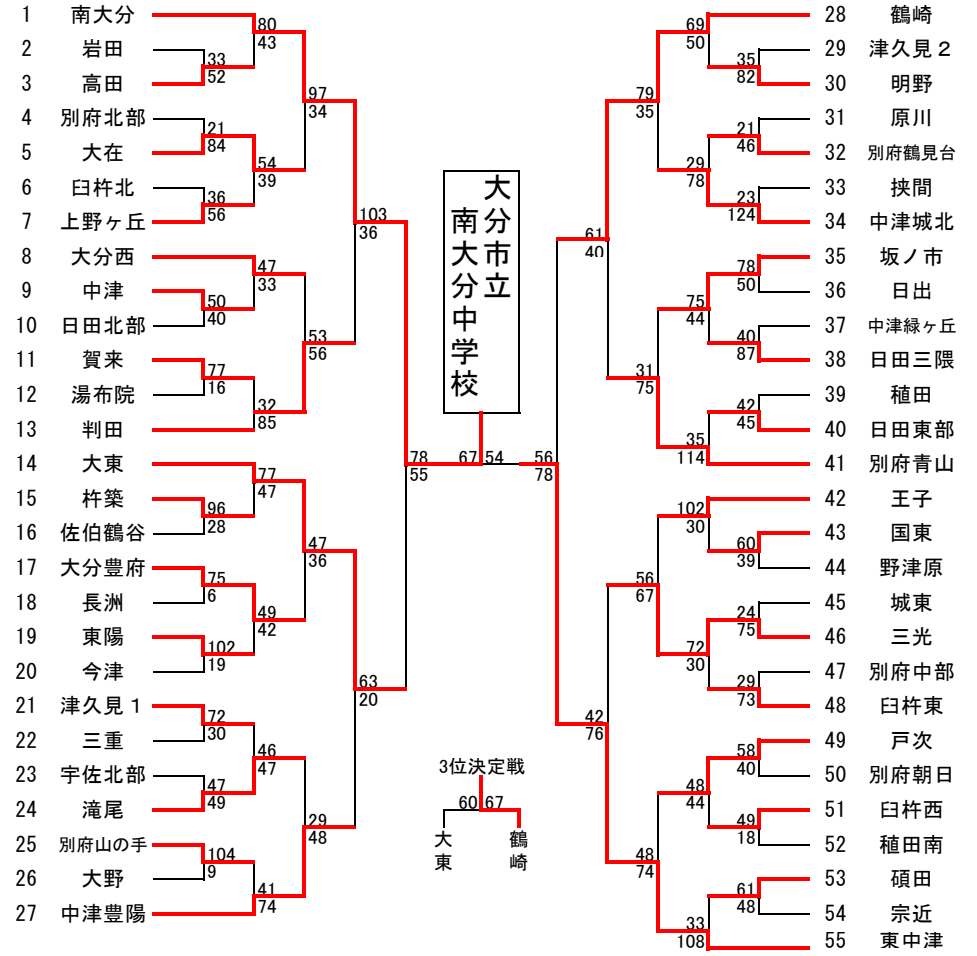 1 南大分
2 岩田
3 高田
4 別府北部
5 大在
6 臼杵北
7 上野ヶ丘
8 大分西
9 中津
10 日田北部
11 賀来
12 湯布院
13 判田
14 大東
15 杵築
16 佐伯鶴谷
17 大分豊府
18 長洲
19 東陽
20 今津
21 津久見1
22 三重
23 宇佐北部
24 滝尾
25 別府山の手
26 大野
27 中津豊陽
80
43
33
52
97
34
21
84
54
39
36
56
103
36
47
33
50
40
53
56
77
16
32
85
78
55
77
47
96
28
47
36
75
6
49
42
102
19
63
20
72
30
46
47
47
49
29
48
104
9
41
74
大分市立
南大分中学校
67 54
3位決定戦
60 67
大東
鶴崎
56
78
69
50
35
82
79
35
21
46
29
78
23
124
61
40
78
50
75
44
40
87
31
75
42
45
35
114
102
30
60
39
56
67
24
75
72
30
29
73
42
76
58
40
48
44
49
18
48
74
61
48
33
108
28 鶴崎
29 津久見2
30 明野
31 原川
32 別府鶴見台
33 挟間
34 中津城北
35 坂ノ市
36 日出
37 中津緑ヶ丘
38 日田三隈
39 稙田
40 日田東部
41 別府青山
42 王子
43 国東
44 野津原
45 城東
46 三光
47 別府中部
48 臼杵東
49 戸次
50 別府朝日
51 臼杵西
52 稙田南
53 碩田
54 宗近
55 東中津